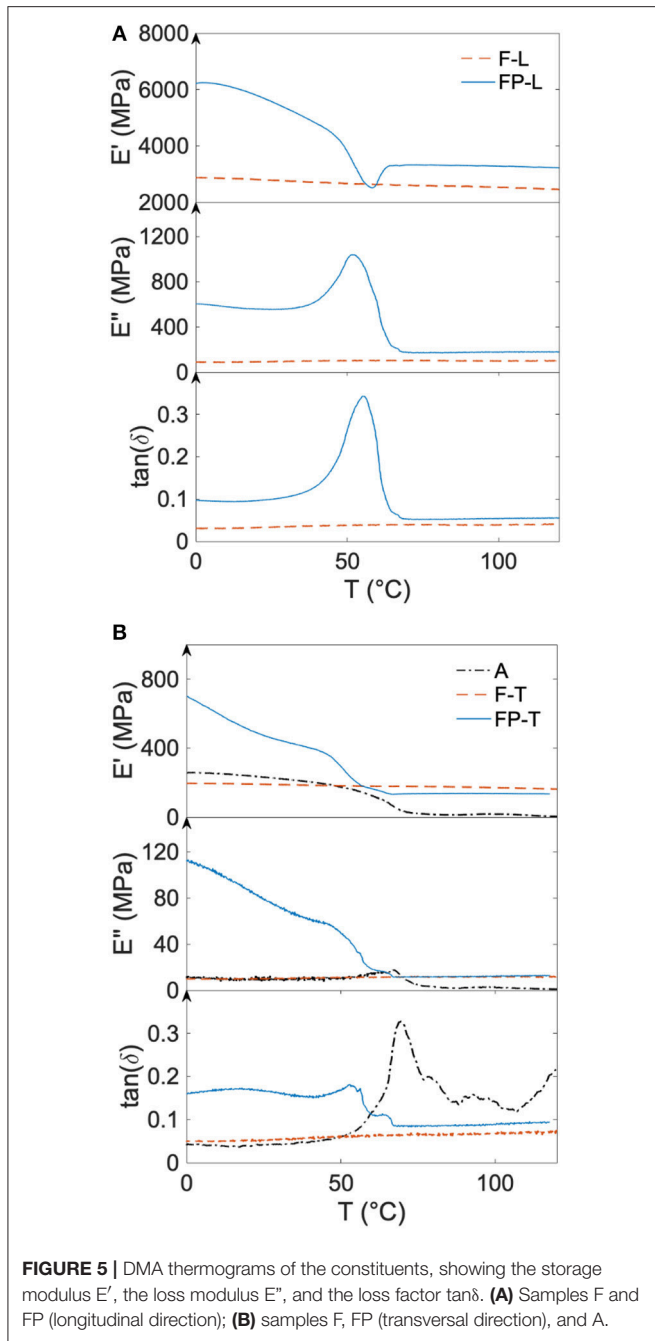 A
8000
6000
4000
2000
E' (MPa)
F-L
FP-L
1200
800
400
0
E" (MPa)
0.3
0.2
0.1
0
tan(δ)
0
50
100
T (°C)
B
800
400
0
E' (MPa)
A
F-T
FP-T
120
80
40
0
E" (MPa)
0.3
0.2
0.1
0
tan(δ)
0
50
100
T (°C)
FIGURE 5 | DMA thermograms of the constituents, showing the storage
modulus E′, the loss modulus E", and the loss factor tanδ. (A) Samples F and
FP (longitudinal direction); (B) samples F, FP (transversal direction), and A.